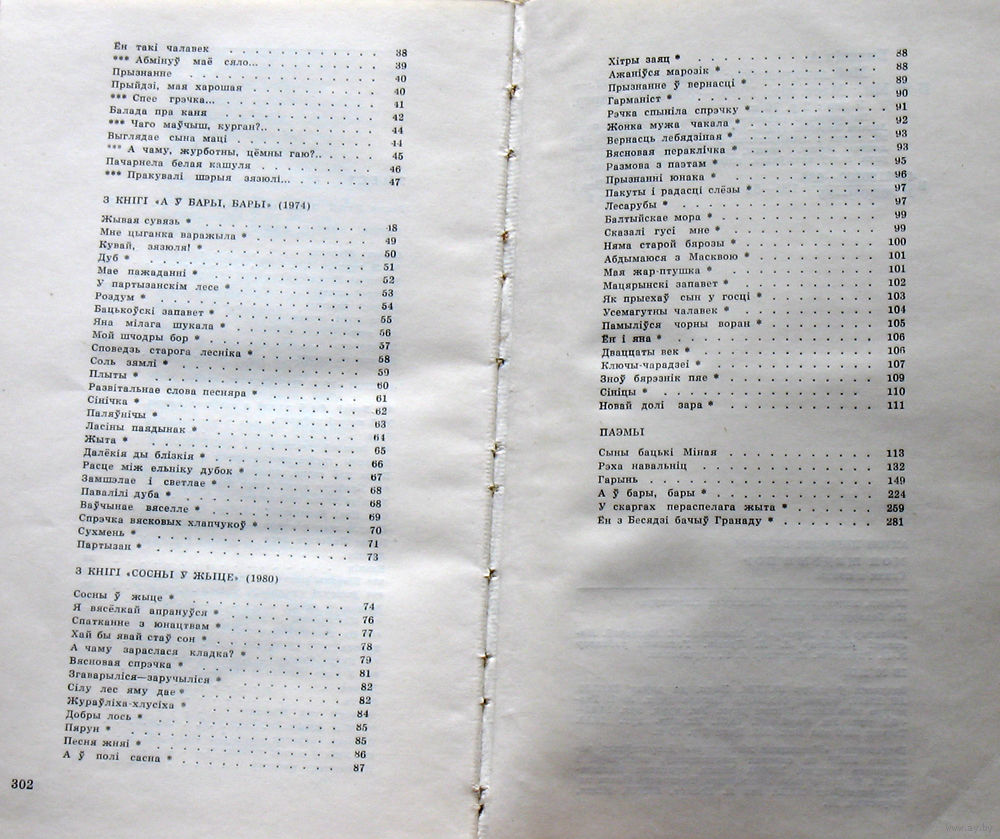 Ён такі чалавек . . . . . . . . . . 38
*** Абмінуў маё сяло... . . . . . . . . 39
Прызнанне . . . . . . . . . . . . 40
Прыйдзі, мая харошая . . . . . . . . 40
*** Спее грэчка... . . . . . . . . . . 41
Балада пра каня . . . . . . . . . . 42
*** Чаго маўчыш, курган?.. . . . . . . . 44
Выглядае сына маці . . . . . . . . . 44
*** А чаму, журботны, цёмны гаю?.. . . . . 45
Пачарнела белая кашуля . . . . . . . 46
*** Пракувалі шэрыя зязюлі... . . . . . . 47
З КНІГІ «А Ў БАРЫ, БАРЫ» (1974)
Жывая сувязь * . . . . . . . . . . 48
Мне цыганка варажыла * . . . . . . . 49
Кувай, зязюля! * . . . . . . . . . . 50
Дуб * . . . . . . . . . . . . . 51
Мае пажаданні * . . . . . . . . . . 52
У партызанскім лесе * . . . . . . . . 53
Роздум * . . . . . . . . . . . . 54
Бацькоўскі запавет * . . . . . . . . 55
Яна мілага шукала * . . . . . . . . 56
Мой шчодры бор * . . . . . . . . . 57
Споведзь старога лесніка * . . . . . . 58
Соль зямлі * . . . . . . . . . . . 59
Плыты * . . . . . . . . . . . . 60
Развітальнае слова песняра * . . . . . 61
Сінічка * . . . . . . . . . . . . 62
Паляўнічы * . . . . . . . . . . . 63
Ласіны паядынак * . . . . . . . . . 64
Жыта * . . . . . . . . . . . . 65
Далёкія ды блізкія * . . . . . . . . 66
Расце між ельніку дубок * . . . . . . 67
Замшэлае і светлае * . . . . . . . . 68
Павалілі дуба * . . . . . . . . . . 68
Ваўчынае вяселле * . . . . . . . . . 69
Спрэчка вясковых хлапчукоў * . . . . . 70
Сухмень * . . . . . . . . . . . . 71
Партызан * . . . . . . . . . . . 73
З КНІГІ «СОСНЫ Ў ЖЫЦЕ» (1980)
Сосны ў жыце * . . . . . . . . . . 74
Я вясёлкай апрануўся * . . . . . . . 76
Спатканне з юнацтвам * . . . . . . . 77
Хай бы явай стаў сон * . . . . . . . 78
А чаму зараслася кладка? * . . . . . . 79
Вясновая спрэчка * . . . . . . . . . 81
Згаварыліся—заручыліся * . . . . . . . 82
Сілу лес яму дае * . . . . . . . . . 82
Жураўліха-хлусіха * . . . . . . . . . 84
Добры лось * . . . . . . . . . . . 85
Пярун * . . . . . . . . . . . . 85
Песня жняі * . . . . . . . . . . . 86
А ў полі сасна * . . . . . . . . . . 87
302
Хітры заяц * . . . . . . . . . . . 88
Ажаніўся марозік * . . . . . . . . . 88
Прызнанне ў вернасці * . . . . . . . 89
Гарманіст * . . . . . . . . . . . 90
Рэчка спыніла спрэчку * . . . . . . . 91
Жонка мужа чакала * . . . . . . . . 92
Вернасць лебядзіная * . . . . . . . . 93
Вясновая пераклічка * . . . . . . . . 93
Размова з паэтам * . . . . . . . . . 95
Прызнанні юнака * . . . . . . . . . 96
Пакуты і радасці слёзы * . . . . . . . 97
Лесарубы * . . . . . . . . . . . 97
Балтыйскае мора * . . . . . . . . . 99
Сказалі гусі мне * . . . . . . . . . 99
Няма старой бярозы * . . . . . . . . 100
Абдымаюся з Масквою * . . . . . . . 101
Мая жар-птушка * . . . . . . . . . 101
Мацярынскі запавет * . . . . . . . . 102
Як прыехаў сын у госці * . . . . . . . 103
Усемагутны чалавек * . . . . . . . . 104
Памыліўся чорны воран * . . . . . . . 105
Ён і яна * . . . . . . . . . . . 106
Дваццаты век * . . . . . . . . . . 106
Ключы-чарадзеі * . . . . . . . . . 107
Зноў бярэзнік пяе * . . . . . . . . . 109
Сініцы * . . . . . . . . . . . . 110
Новай долі зара * . . . . . . . . . 111
ПАЭМЫ
Сыны бацькі Міная . . . . . . . . . 113
Рэха навальніц . . . . . . . . . . 132
Гарынь . . . . . . . . . . . . . 149
А ў бары, бары * . . . . . . . . . . 224
У скаргах пераспелага жыта * . . . . . 259
Ён з Бесядзі бачыў Гранаду * . . . . . 281
www.ay.by